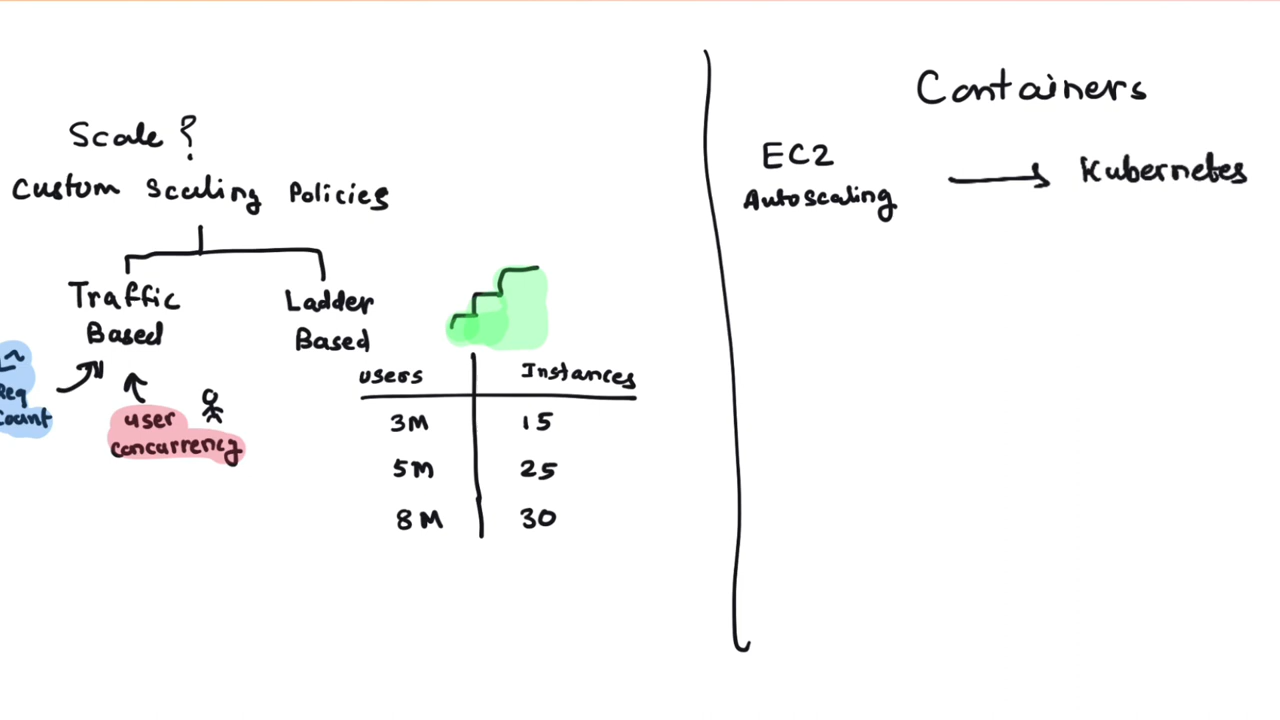 Scale ?
Custom Scaling Policies
Traffic
Based
Ladder
Based
Req
Count
user
concurrency
users Instances
3M 15
5M 25
8M 30
Containers
EC2
Autoscaling
Kubernetes